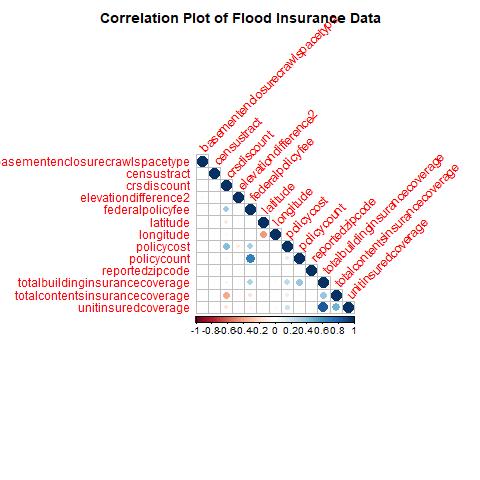 Correlation Plot of Flood Insurance Data
basementenclosurecrawlspacetype
censustract
crsdiscount
elevationdifference2
federalpolicyfee
latitude
longitude
policycost
policycount
reportedzipcode
totalbuildinginsurancecoverage
totalcontentsinsurancecoverage
unitinsuredcoverage
asementenclosurecrawlspacetype
censustract
crsdiscount
elevationdifference2
federalpolicyfee
latitude
longitude
policycost
policycount
reportedzipcode
totalbuildinginsurancecoverage
totalcontentsinsurancecoverage
unitinsuredcoverage
-1 -0.8 -0.6 -0.4 -0.2 0 0.2 0.4 0.6 0.8 1